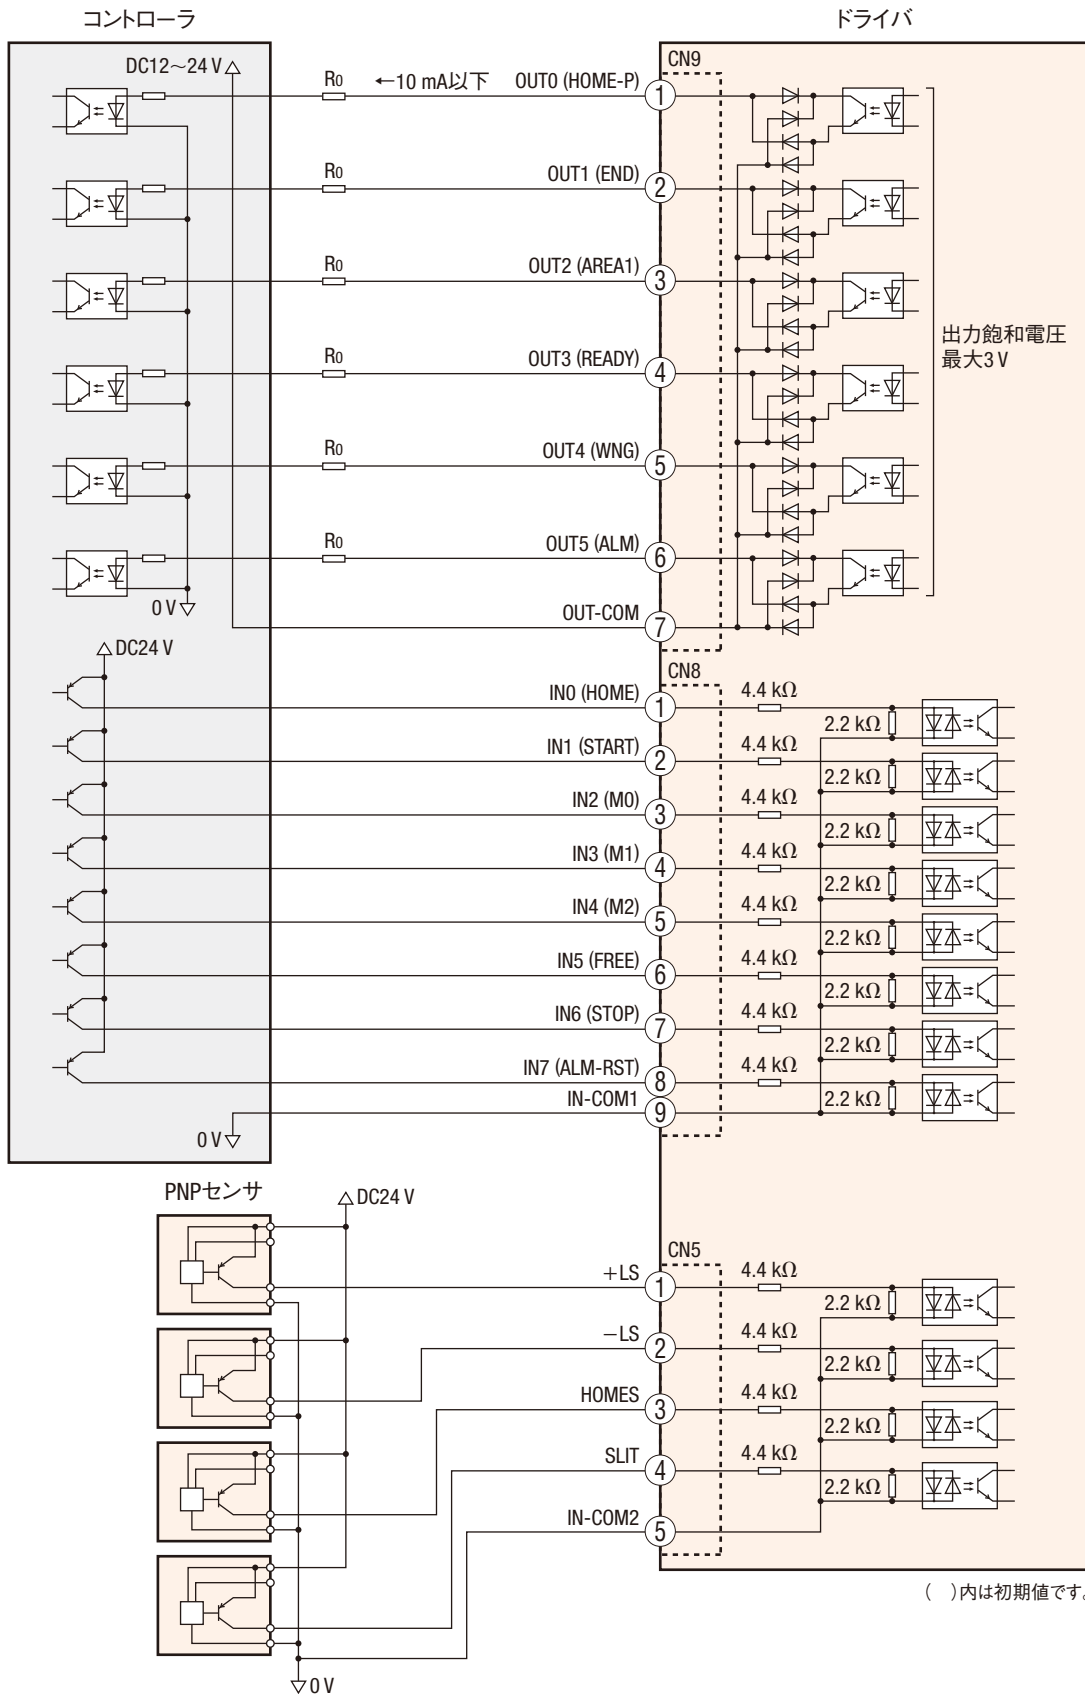 コントローラ
ドライバ
DC12～24 V
R0
←10 mA以下
OUT0 (HOME-P)
CN9
1
R0
OUT1 (END)
2
R0
OUT2 (AREA1)
3
出力飽和電圧
最大3 V
R0
OUT3 (READY)
4
R0
OUT4 (WNG)
5
R0
OUT5 (ALM)
6
0 V
OUT-COM
7
DC24 V
CN8
IN0 (HOME)
1
4.4 kΩ
2.2 kΩ
IN1 (START)
2
4.4 kΩ
2.2 kΩ
IN2 (M0)
3
4.4 kΩ
2.2 kΩ
IN3 (M1)
4
4.4 kΩ
2.2 kΩ
IN4 (M2)
5
4.4 kΩ
2.2 kΩ
IN5 (FREE)
6
4.4 kΩ
2.2 kΩ
IN6 (STOP)
7
4.4 kΩ
2.2 kΩ
IN7 (ALM-RST)
8
4.4 kΩ
2.2 kΩ
IN-COM1
9
0 V
PNPセンサ
DC24 V
CN5
+LS
1
4.4 kΩ
2.2 kΩ
−LS
2
4.4 kΩ
2.2 kΩ
HOMES
3
4.4 kΩ
2.2 kΩ
SLIT
4
4.4 kΩ
2.2 kΩ
IN-COM2
5
0 V
(　)内は初期値です。